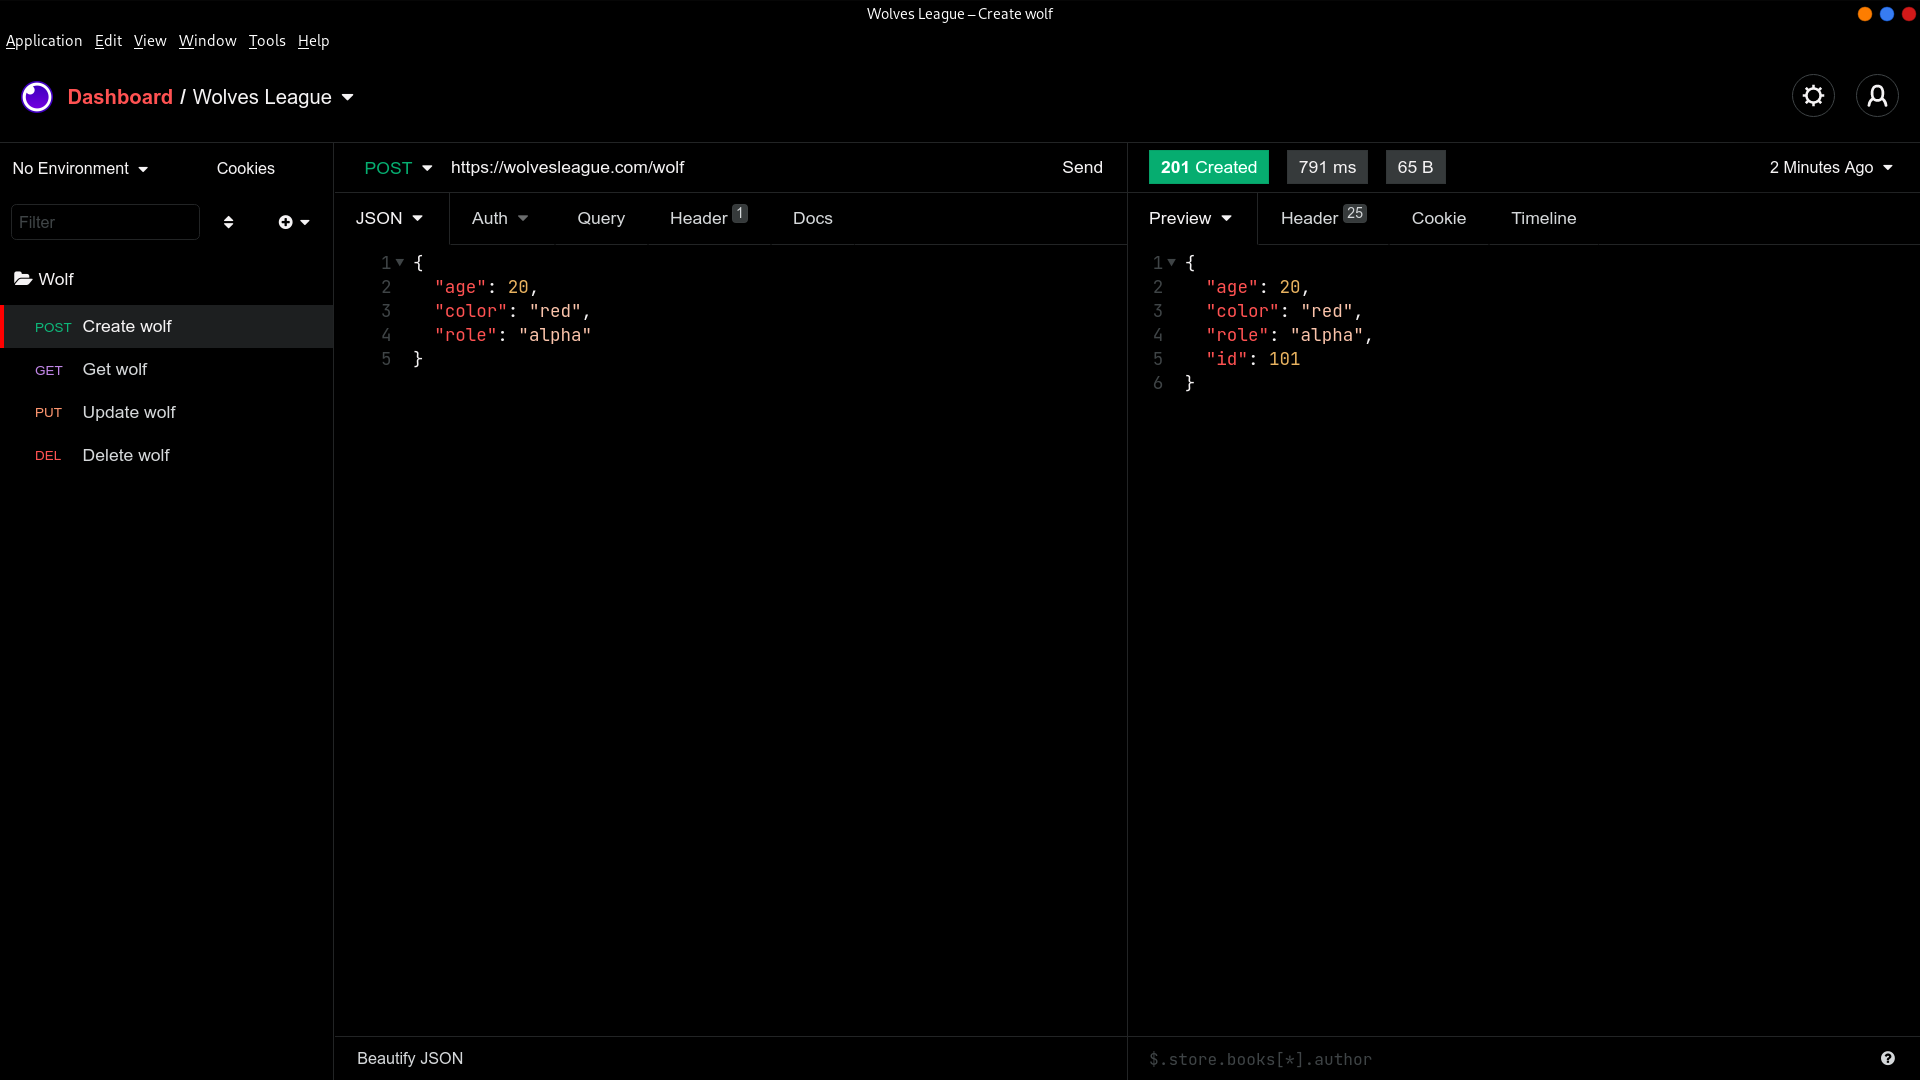 Wolves League – Create wolf
Application Edit View Window Tools Help
Dashboard / Wolves League
No Environment Cookies
Filter
Wolf
POST Create wolf
GET Get wolf
PUT Update wolf
DEL Delete wolf
POST https://wolvesleague.com/wolf Send
JSON Auth Query Header 1 Docs
1 {
2 "age": 20,
3 "color": "red",
4 "role": "alpha"
5 }
Beautify JSON
201 Created 791 ms 65 B 2 Minutes Ago
Preview Header 25 Cookie Timeline
1 {
2 "age": 20,
3 "color": "red",
4 "role": "alpha",
5 "id": 101
6 }
$.store.books[*].author